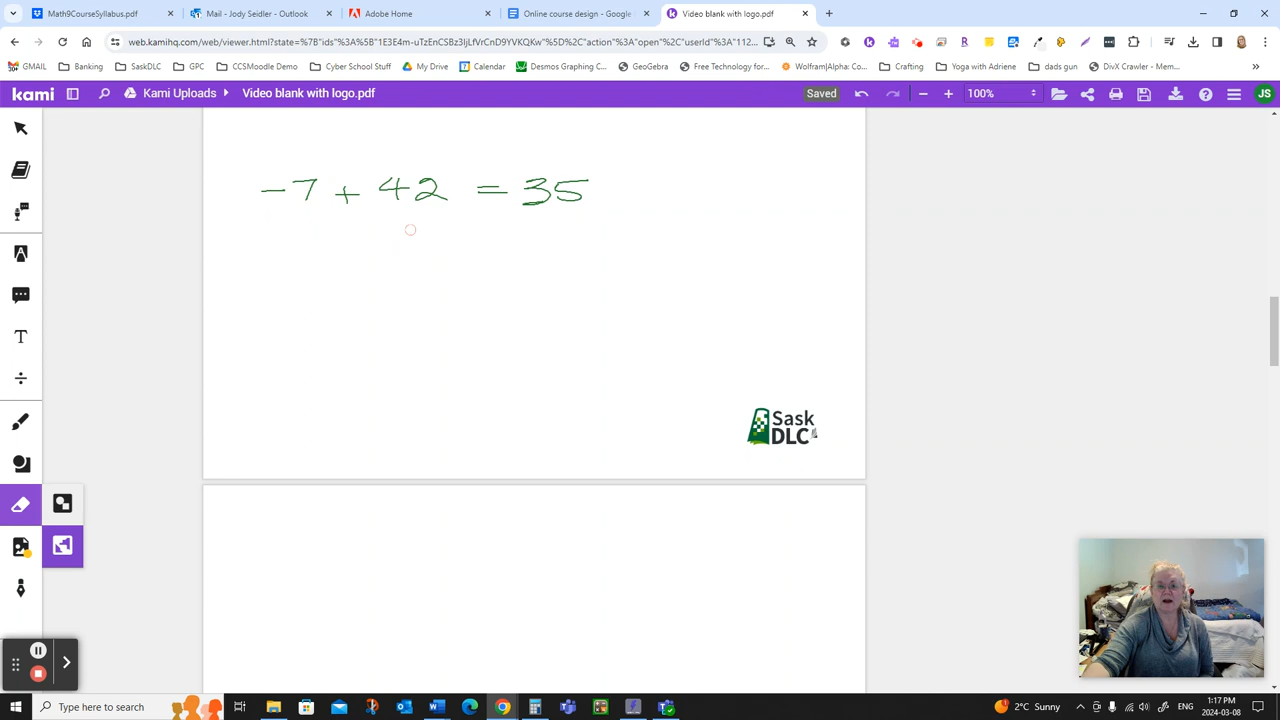 Math9CourseSyllabus.pdf
Mail - Jody Seidler - Outlook
Adobe Home
Online course design - Google
Video blank with logo.pdf
web.kamihq.com/web/viewer.html?state=%7B"ids"%3A%5B"1E3E4m-uTzEnCSBz3IjLfVrCnD9YVKQKw"%5D%2C"action"%3A"open"%2C"userId"%3A"112...
GMAIL
Banking
SaskDLC
GPC
CCSMoodle Demo
Cyber School Stuff
My Drive
Calendar
Desmos Graphing C...
GeoGebra
Free Technology for...
Wolfram|Alpha: Co...
Crafting
Yoga with Adriene
dads gun
DivX Crawler - Mem...
kami
Kami Uploads
Video blank with logo.pdf
Saved
100%
JS
-7 + 42 = 35
Sask
DLC
Type here to search
2°C Sunny
ENG
1:17 PM
2024-03-08